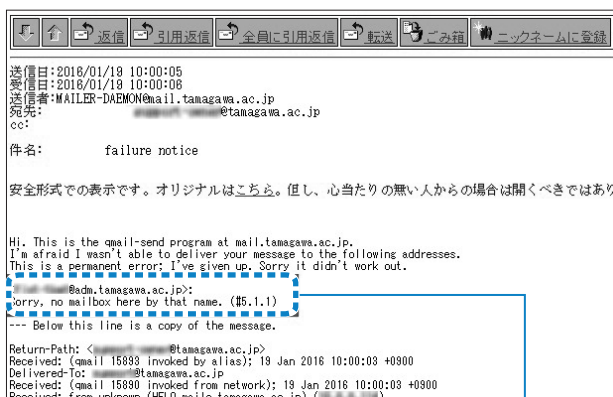 返信 引用返信 全員に引用返信 転送 ごみ箱 ニックネームに登録
送信日:2016/01/19 10:00:05
受信日:2016/01/19 10:00:06
送信者:MAILER-DAEMON@mail.tamagawa.ac.jp
宛先: @tamagawa.ac.jp
cc:
件名: failure notice
安全形式での表示です。オリジナルはこちら。但し、心当たりの無い人からの場合は開くべきではあり
Hi. This is the qmail-send program at mail.tamagawa.ac.jp.
I'm afraid I wasn't able to deliver your message to the following addresses.
This is a permanent error; I've given up. Sorry it didn't work out.
@adm.tamagawa.ac.jp>:
Sorry, no mailbox here by that name. (#5.1.1)
--- Below this line is a copy of the message.
Return-Path: < @tamagawa.ac.jp>
Received: (qmail 15893 invoked by alias); 19 Jan 2016 10:00:03 +0900
Delivered-To: @tamagawa.ac.jp
Received: (qmail 15890 invoked from network); 19 Jan 2016 10:00:03 +0900
Received: from unknown (HELO mailc.tamagawa.ac.jp) (